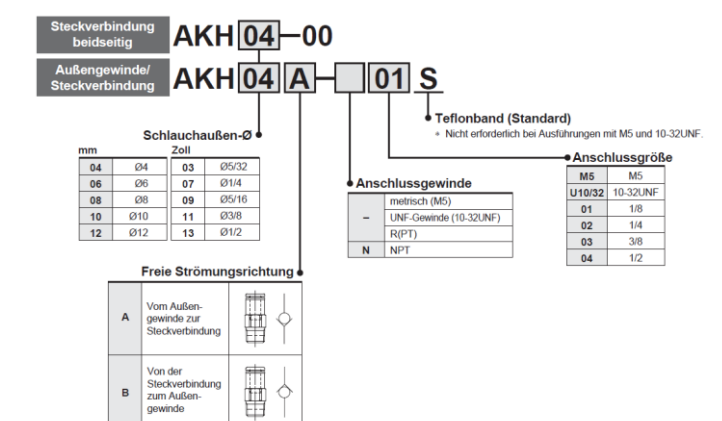 Steckverbindung
beidseitig
AKH 04-00
Außengewinde/
Steckverbindung
AKH 04 A- 01 S
Teflonband (Standard)
* Nicht erforderlich bei Ausführungen mit M5 und 10-32UNF.
Schlauchaußen-Ø
mm Zoll
04 Ø4 03 Ø5/32
06 Ø6 07 Ø1/4
08 Ø8 09 Ø5/16
10 Ø10 11 Ø3/8
12 Ø12 13 Ø1/2
Anschlussgewinde
metrisch (M5)
– UNF-Gewinde (10-32UNF)
R(PT)
N NPT
Anschlussgröße
M5 M5
U10/32 10-32UNF
01 1/8
02 1/4
03 3/8
04 1/2
Freie Strömungsrichtung
A
Vom Außen-
gewinde zur
Steckverbindung
B
Von der
Steckverbindung
zum Außen-
gewinde